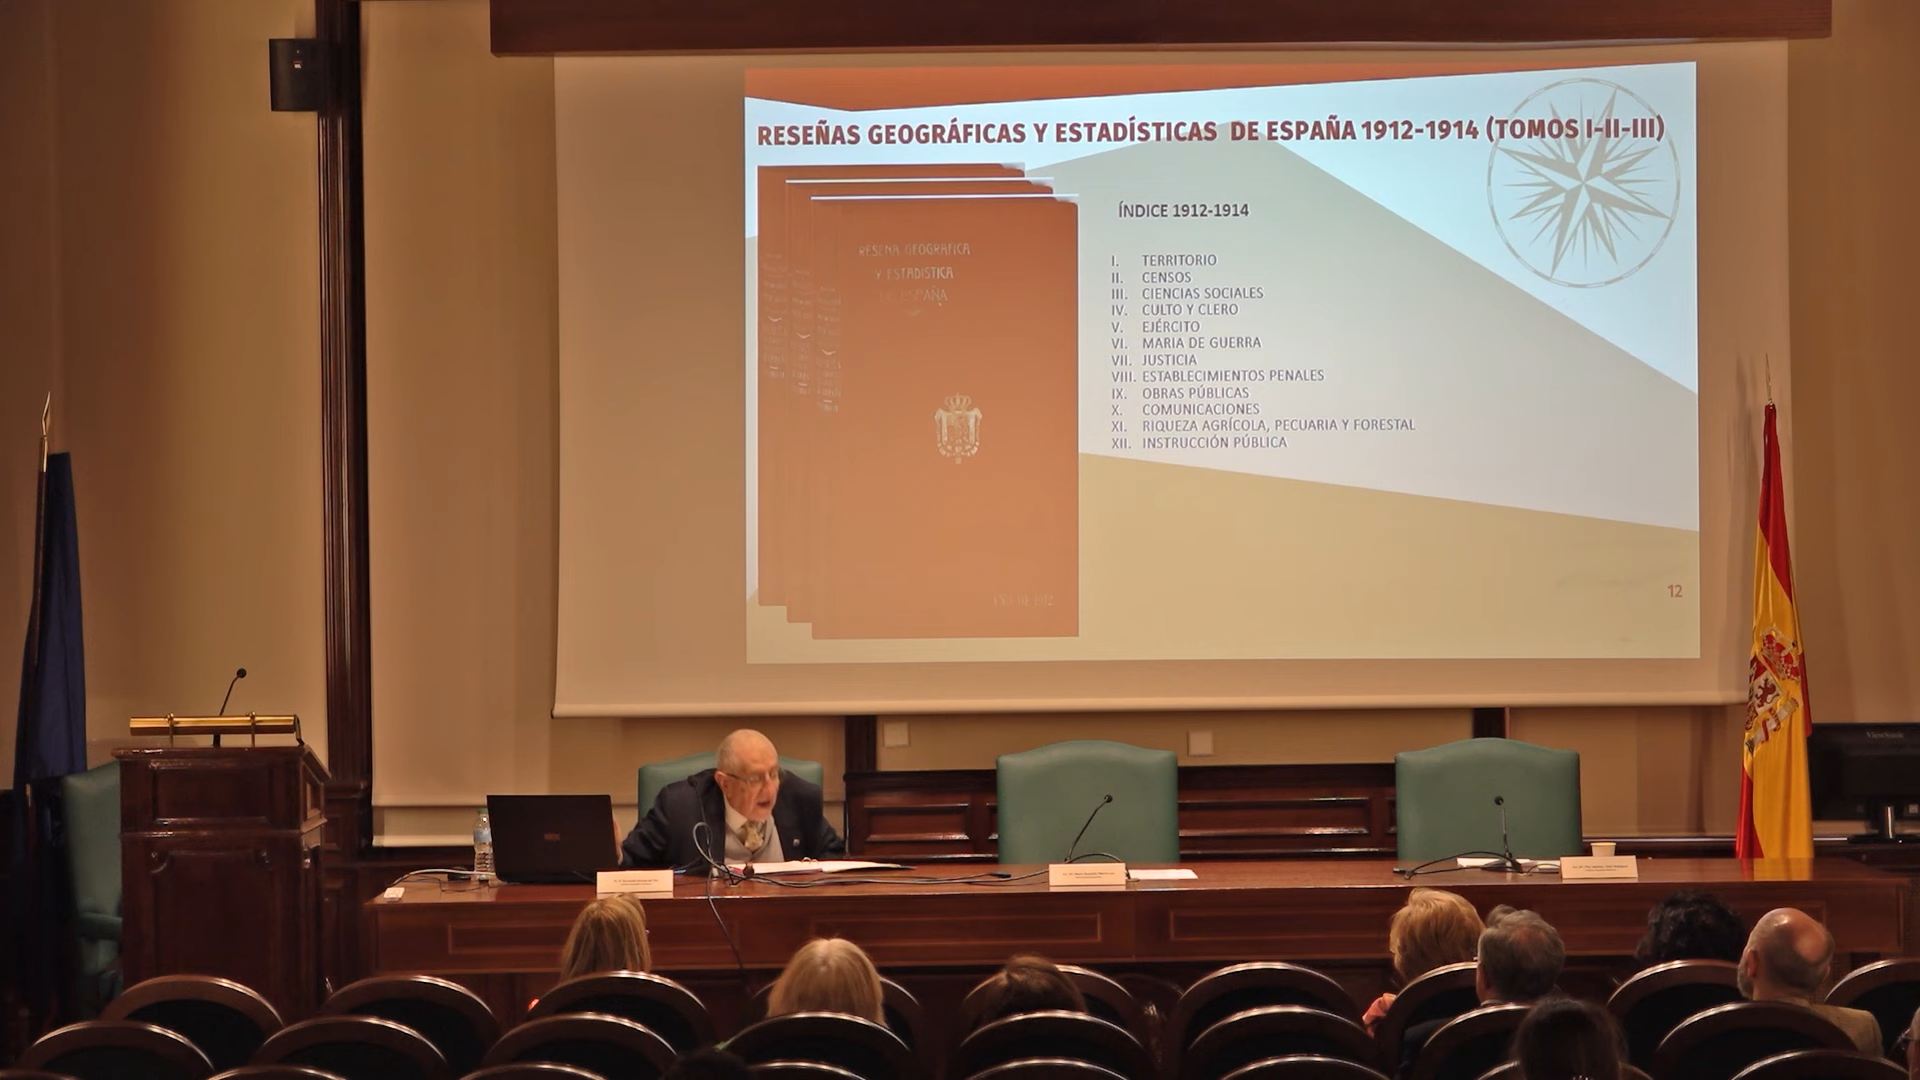 RESEÑAS GEOGRÁFICAS Y ESTADÍSTICAS DE ESPAÑA 1912-1914 (TOMOS I-II-III)
RESEÑA GEOGRÁFICA
Y ESTADÍSTICA
DE ESPAÑA
ÍNDICE 1912-1914
I. TERRITORIO
II. CENSOS
III. CIENCIAS SOCIALES
IV. CULTO Y CLERO
V. EJÉRCITO
VI. MARIA DE GUERRA
VII. JUSTICIA
VIII. ESTABLECIMIENTOS PENALES
IX. OBRAS PÚBLICAS
X. COMUNICACIONES
XI. RIQUEZA AGRÍCOLA, PECUARIA Y FORESTAL
XII. INSTRUCCIÓN PÚBLICA
12
ViewSonic